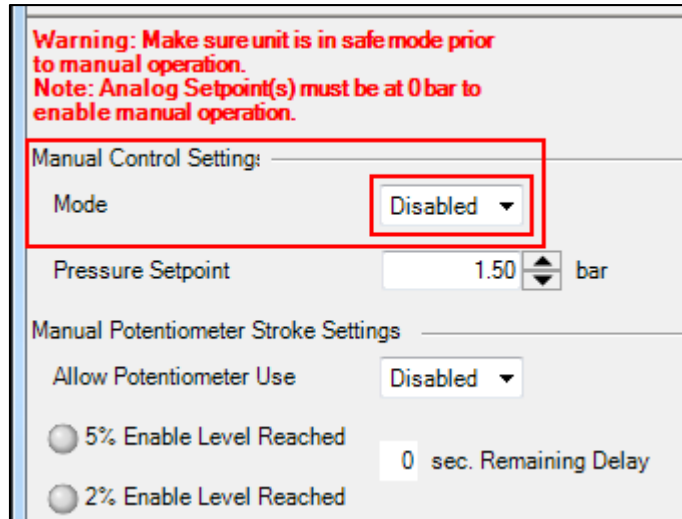 Warning: Make sure unit is in safe mode prior
to manual operation.
Note: Analog Setpoint(s) must be at 0 bar to
enable manual operation.
Manual Control Settings
Mode Disabled
Pressure Setpoint 1.50 bar
Manual Potentiometer Stroke Settings
Allow Potentiometer Use Disabled
5% Enable Level Reached
0 sec. Remaining Delay
2% Enable Level Reached